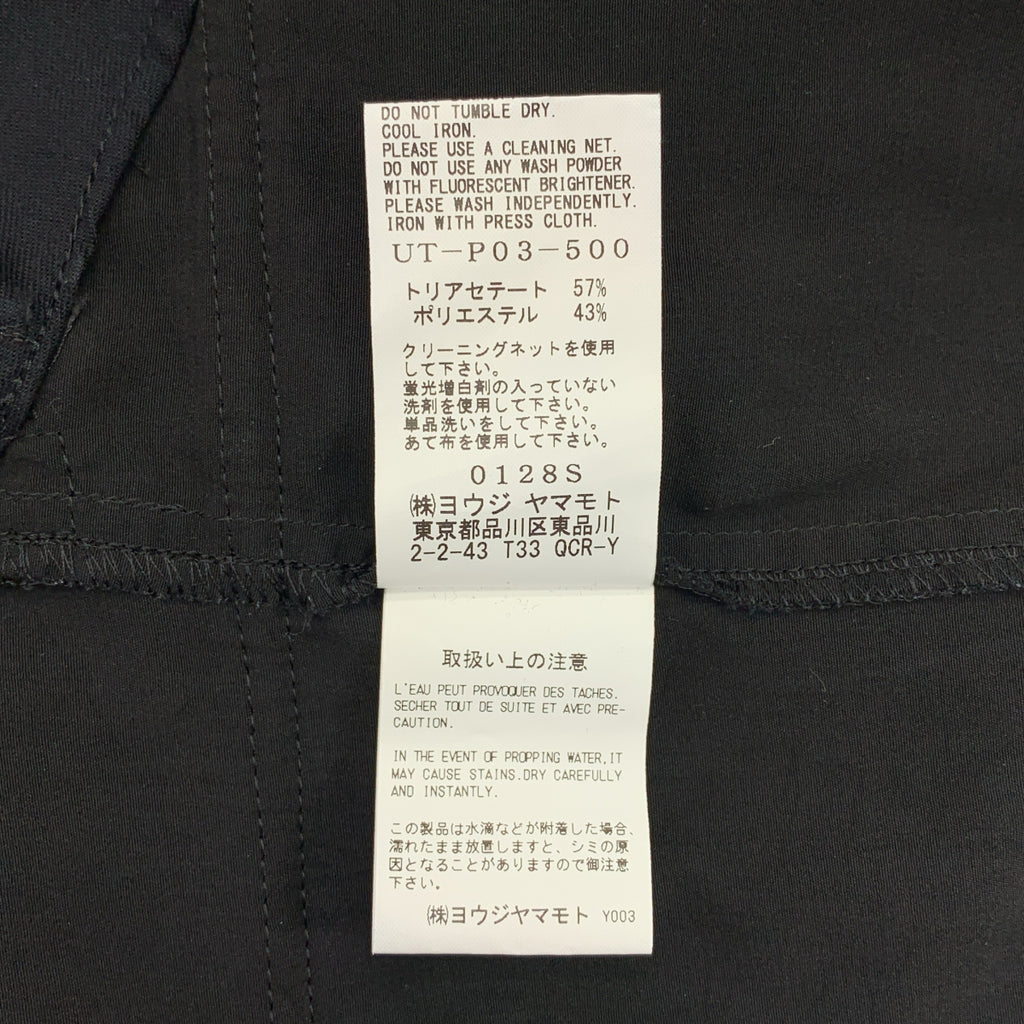 DO NOT TUMBLE DRY.
COOL IRON.
PLEASE USE A CLEANING NET.
DO NOT USE ANY WASH POWDER
WITH FLUORESCENT BRIGHTENER.
PLEASE WASH INDEPENDENTLY.
IRON WITH PRESS CLOTH.
UT-P03-500
トリアセテート 57%
ポリエステル 43%
クリーニングネットを使用
して下さい。
蛍光増白剤の入っていない
洗剤を使用して下さい。
単品洗いをして下さい。
あて布を使用して下さい。
0128S
㈱ヨウジ ヤマモト
東京都品川区東品川
2-2-43 T33 QCR-Y
取扱い上の注意
L'EAU PEUT PROVOQUER DES TACHES.
SECHER TOUT DE SUITE ET AVEC PRE-
CAUTION.
IN THE EVENT OF PROPPING WATER,IT
MAY CAUSE STAINS.DRY CAREFULLY
AND INSTANTLY.
この製品は水滴などが附着した場合、
濡れたまま放置しますと、シミの原
因となることがありますので御注意
下さい。
㈱ヨウジヤマモト Y003